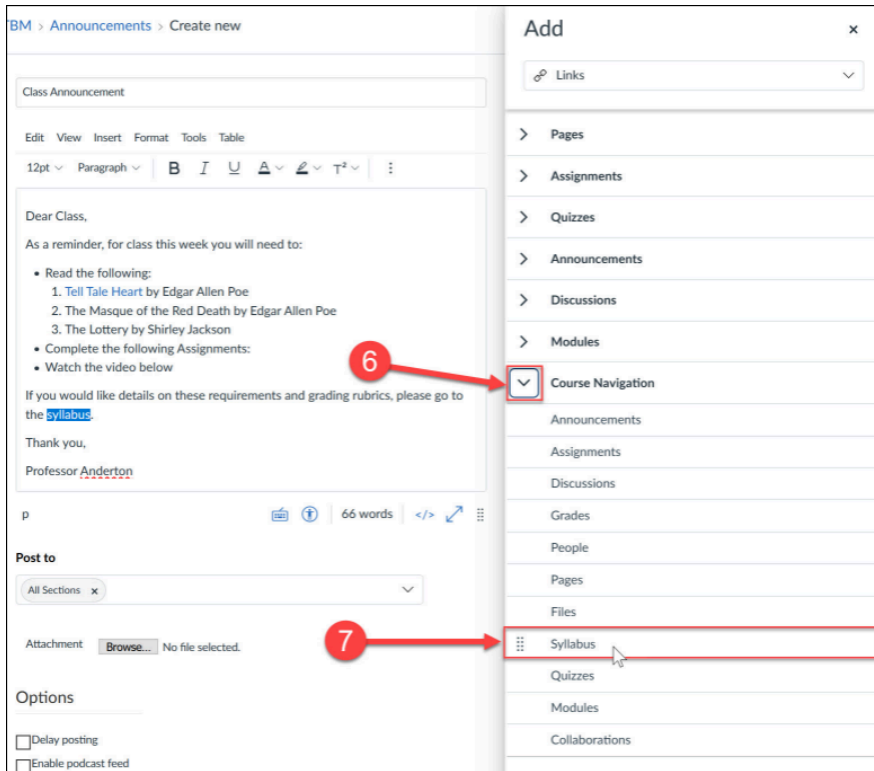 TBM > Announcements > Create new
Class Announcement
Edit View Insert Format Tools Table
12pt Paragraph B I U A T²
Dear Class,
As a reminder, for class this week you will need to:
• Read the following:
1. Tell Tale Heart by Edgar Allen Poe
2. The Masque of the Red Death by Edgar Allen Poe
3. The Lottery by Shirley Jackson
• Complete the following Assignments:
• Watch the video below
If you would like details on these requirements and grading rubrics, please go to
the syllabus.
Thank you,
Professor Anderton
p 66 words </>
Post to
All Sections x
Attachment Browse... No file selected.
Options
Delay posting
Enable podcast feed
Add ×
Links
Pages
Assignments
Quizzes
Announcements
Discussions
Modules
6
Course Navigation
Announcements
Assignments
Discussions
Grades
People
Pages
Files
7
Syllabus
Quizzes
Modules
Collaborations